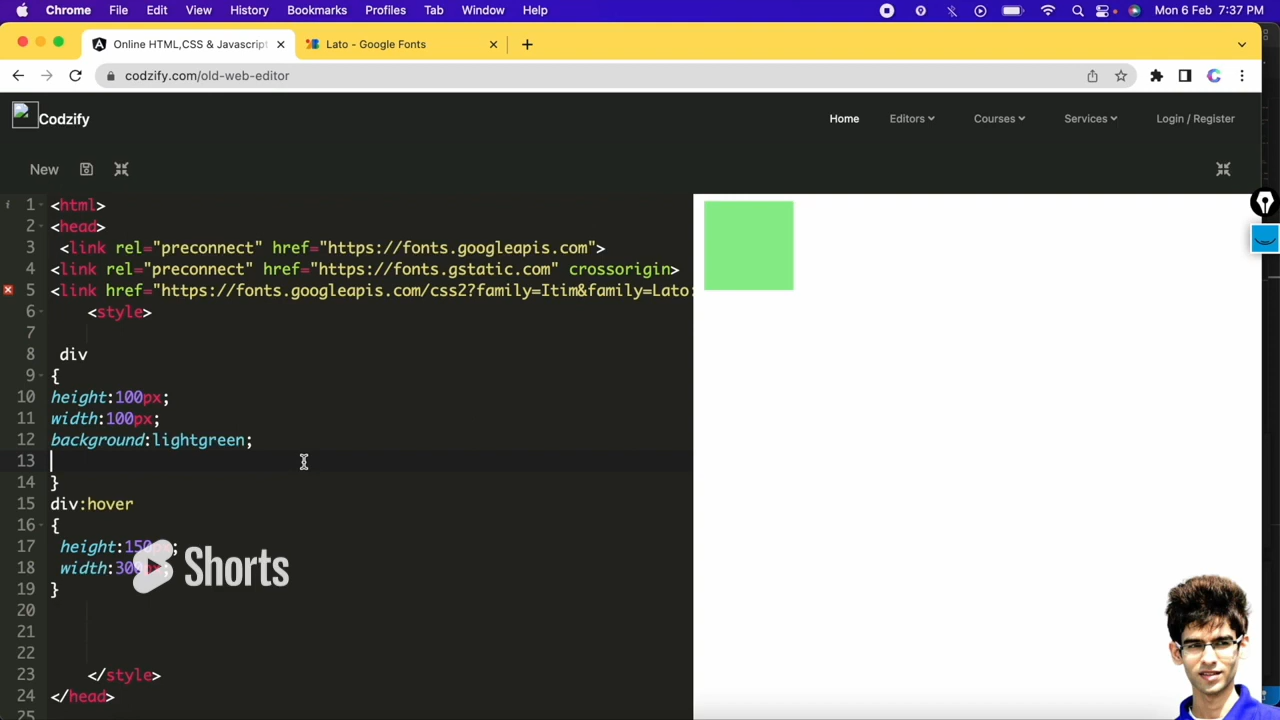 Chrome File Edit View History Bookmarks Profiles Tab Window Help Mon 6 Feb 7:37 PM
Online HTML,CSS & Javascript Lato - Google Fonts
codzify.com/old-web-editor
Codzify Home Editors Courses Services Login / Register
New
1 <html>
2 <head>
3 <link rel="preconnect" href="https://fonts.googleapis.com">
4 <link rel="preconnect" href="https://fonts.gstatic.com" crossorigin>
5 <link href="https://fonts.googleapis.com/css2?family=Itim&family=Lato:
6 <style>
7
8 div
9 {
10 height:100px;
11 width:100px;
12 background:lightgreen;
13
14 }
15 div:hover
16 {
17 height:150px;
18 width:300px;
19 }
20
21
22
23 </style>
24 </head>
25
Shorts